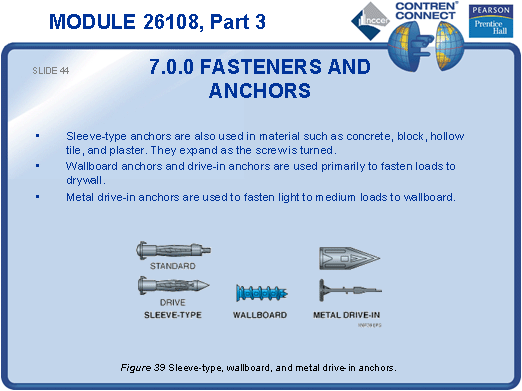 MODULE 26108, Part 3
nccer
CONTREN®
CONNECT
PEARSON
Prentice
Hall
SLIDE 44
7.0.0 FASTENERS AND
ANCHORS
• Sleeve-type anchors are also used in material such as concrete, block, hollow
tile, and plaster. They expand as the screw is turned.
• Wallboard anchors and drive-in anchors are used primarily to fasten loads to
drywall.
• Metal drive-in anchors are used to fasten light to medium loads to wallboard.
STANDARD
DRIVE
SLEEVE-TYPE
WALLBOARD
METAL DRIVE-IN
Figure 39 Sleeve-type, wallboard, and metal drive-in anchors.